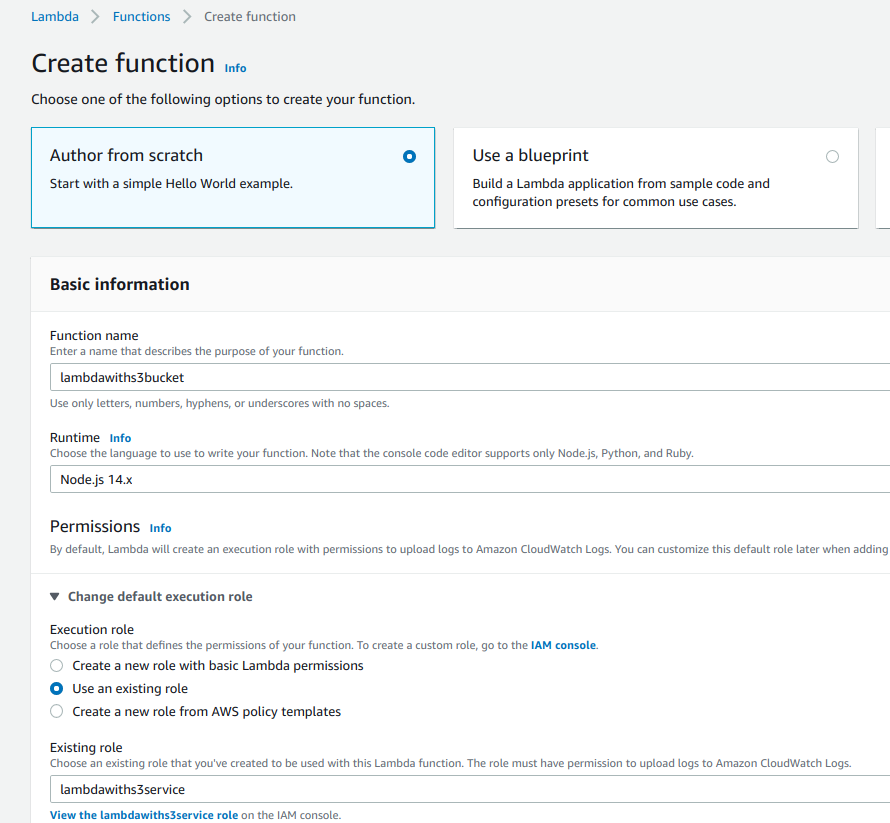 Lambda > Functions > Create function
Create function Info
Choose one of the following options to create your function.
Author from scratch
Start with a simple Hello World example.
Use a blueprint
Build a Lambda application from sample code and
configuration presets for common use cases.
Basic information
Function name
Enter a name that describes the purpose of your function.
lambdawiths3bucket
Use only letters, numbers, hyphens, or underscores with no spaces.
Runtime Info
Choose the language to use to write your function. Note that the console code editor supports only Node.js, Python, and Ruby.
Node.js 14.x
Permissions Info
By default, Lambda will create an execution role with permissions to upload logs to Amazon CloudWatch Logs. You can customize this default role later when adding
Change default execution role
Execution role
Choose a role that defines the permissions of your function. To create a custom role, go to the IAM console.
Create a new role with basic Lambda permissions
Use an existing role
Create a new role from AWS policy templates
Existing role
Choose an existing role that you've created to be used with this Lambda function. The role must have permission to upload logs to Amazon CloudWatch Logs.
lambdawiths3service
View the lambdawiths3service role on the IAM console.